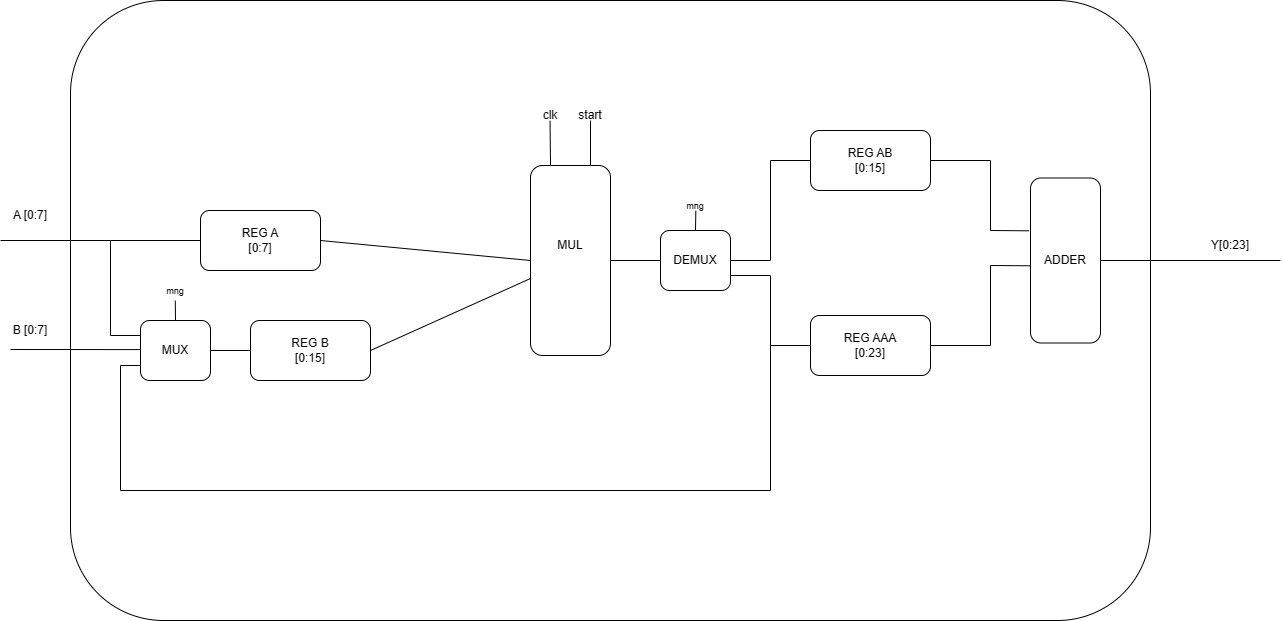 clk
start
REG AB
[0:15]
A [0:7]
REG A
[0:7]
mng
MUL
DEMUX
ADDER
Y[0:23]
mng
B [0:7]
MUX
REG B
[0:15]
REG AAA
[0:23]